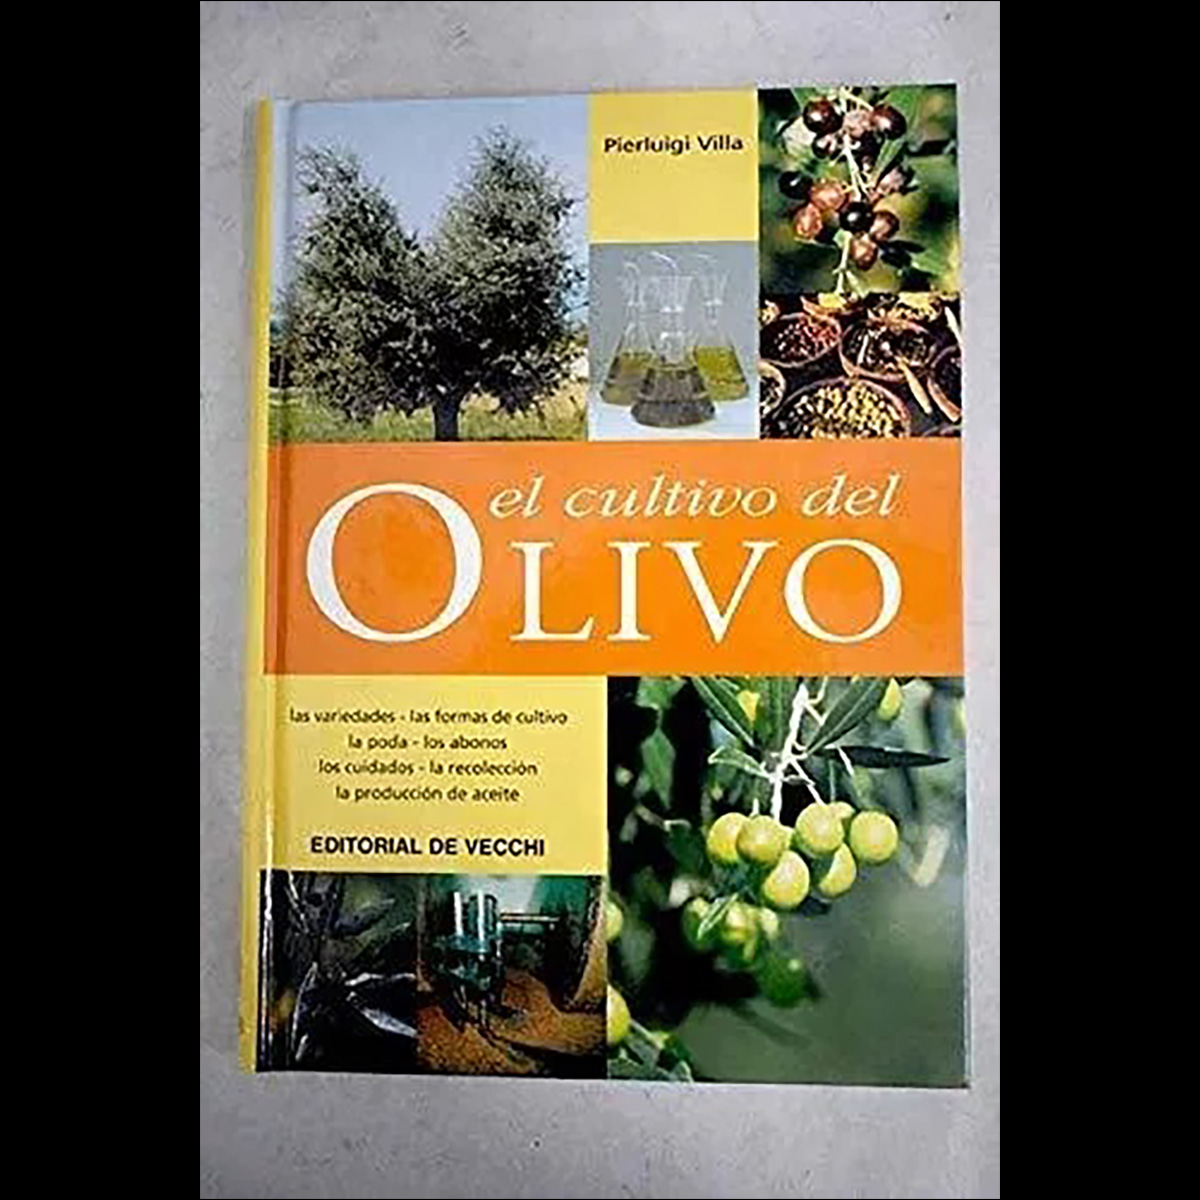 Pierluigi Villa
el cultivo del
OLIVO
las variedades - las formas de cultivo
la poda - los abonos
los cuidados - la recolección
la producción de aceite
EDITORIAL DE VECCHI